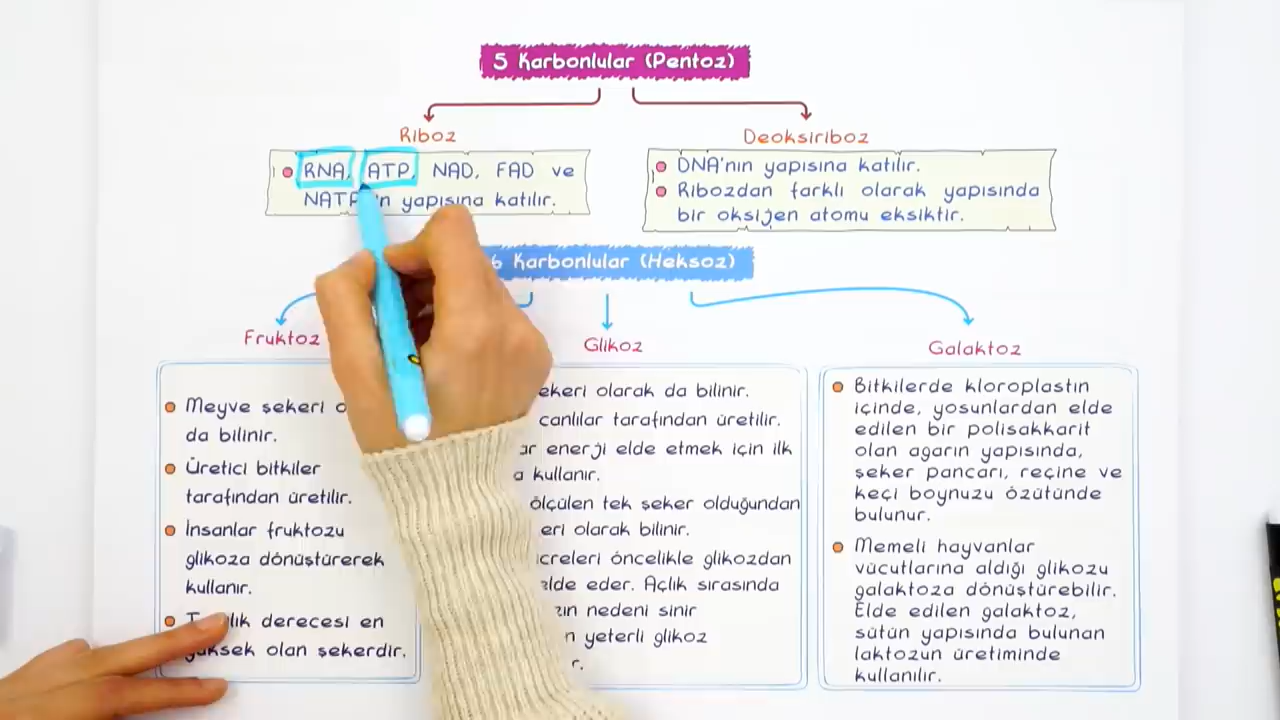 5 Karbonlular (Pentoz)
Riboz
RNA, ATP, NAD, FAD ve
NATP'ın yapısına katılır.
Deoksiriboz
DNA'nın yapısına katılır.
Ribozdan farklı olarak yapısında
bir oksijen atomu eksiktir.
6 Karbonlular (Heksoz)
Fruktoz
Meyve şekeri
da bilinir.
Üretici bitkiler
tarafından üretilir.
İnsanlar fruktozu
glikoza dönüştürerek
kullanır.
derecesi en
yüksek olan şekerdir.
Glikoz
olarak da bilinir.
canlılar tarafından üretilir.
enerji elde etmek için ilk
kullanır.
ölçülen tek şeker olduğundan
olarak bilinir.
öncelikle glikozdan
elde eder. Açlık sırasında
nedeni sinir
yeterli glikoz
Galaktoz
Bitkilerde kloroplastın
içinde, yosunlardan elde
edilen bir polisakkarit
olan agarın yapısında,
şeker pancarı, reçine ve
keçi boynuzu özütünde
bulunur.
Memeli hayvanlar
vücutlarına aldığı glikozu
galaktoza dönüştürebilir.
Elde edilen galaktoz,
sütün yapısında bulunan
laktozun üretiminde
kullanılır.